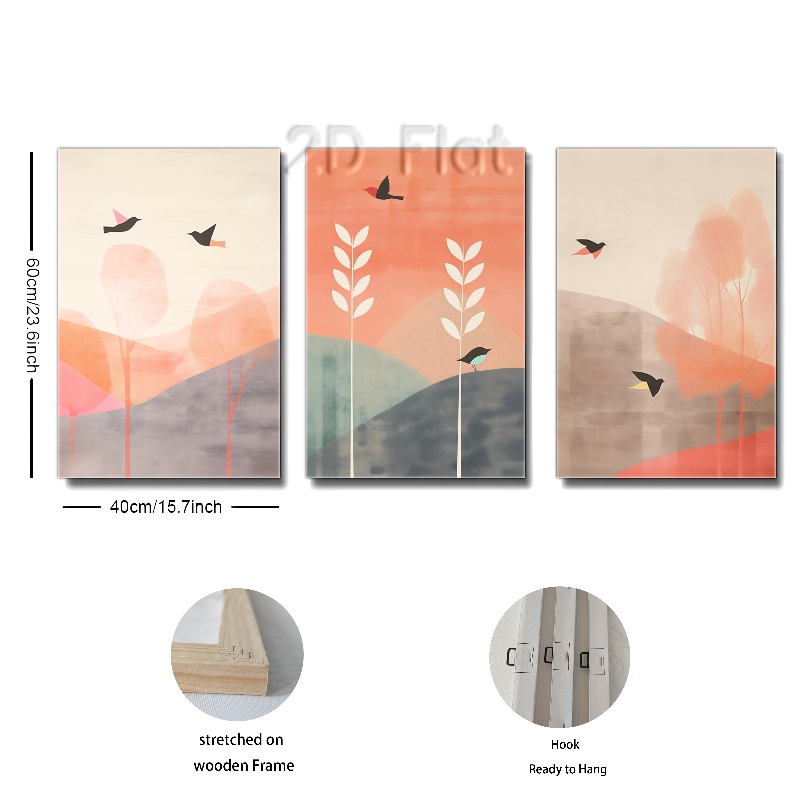 2D Flat
60cm/23.6inch
40cm/15.7inch
stretched on
wooden Frame
Hook
Ready to Hang